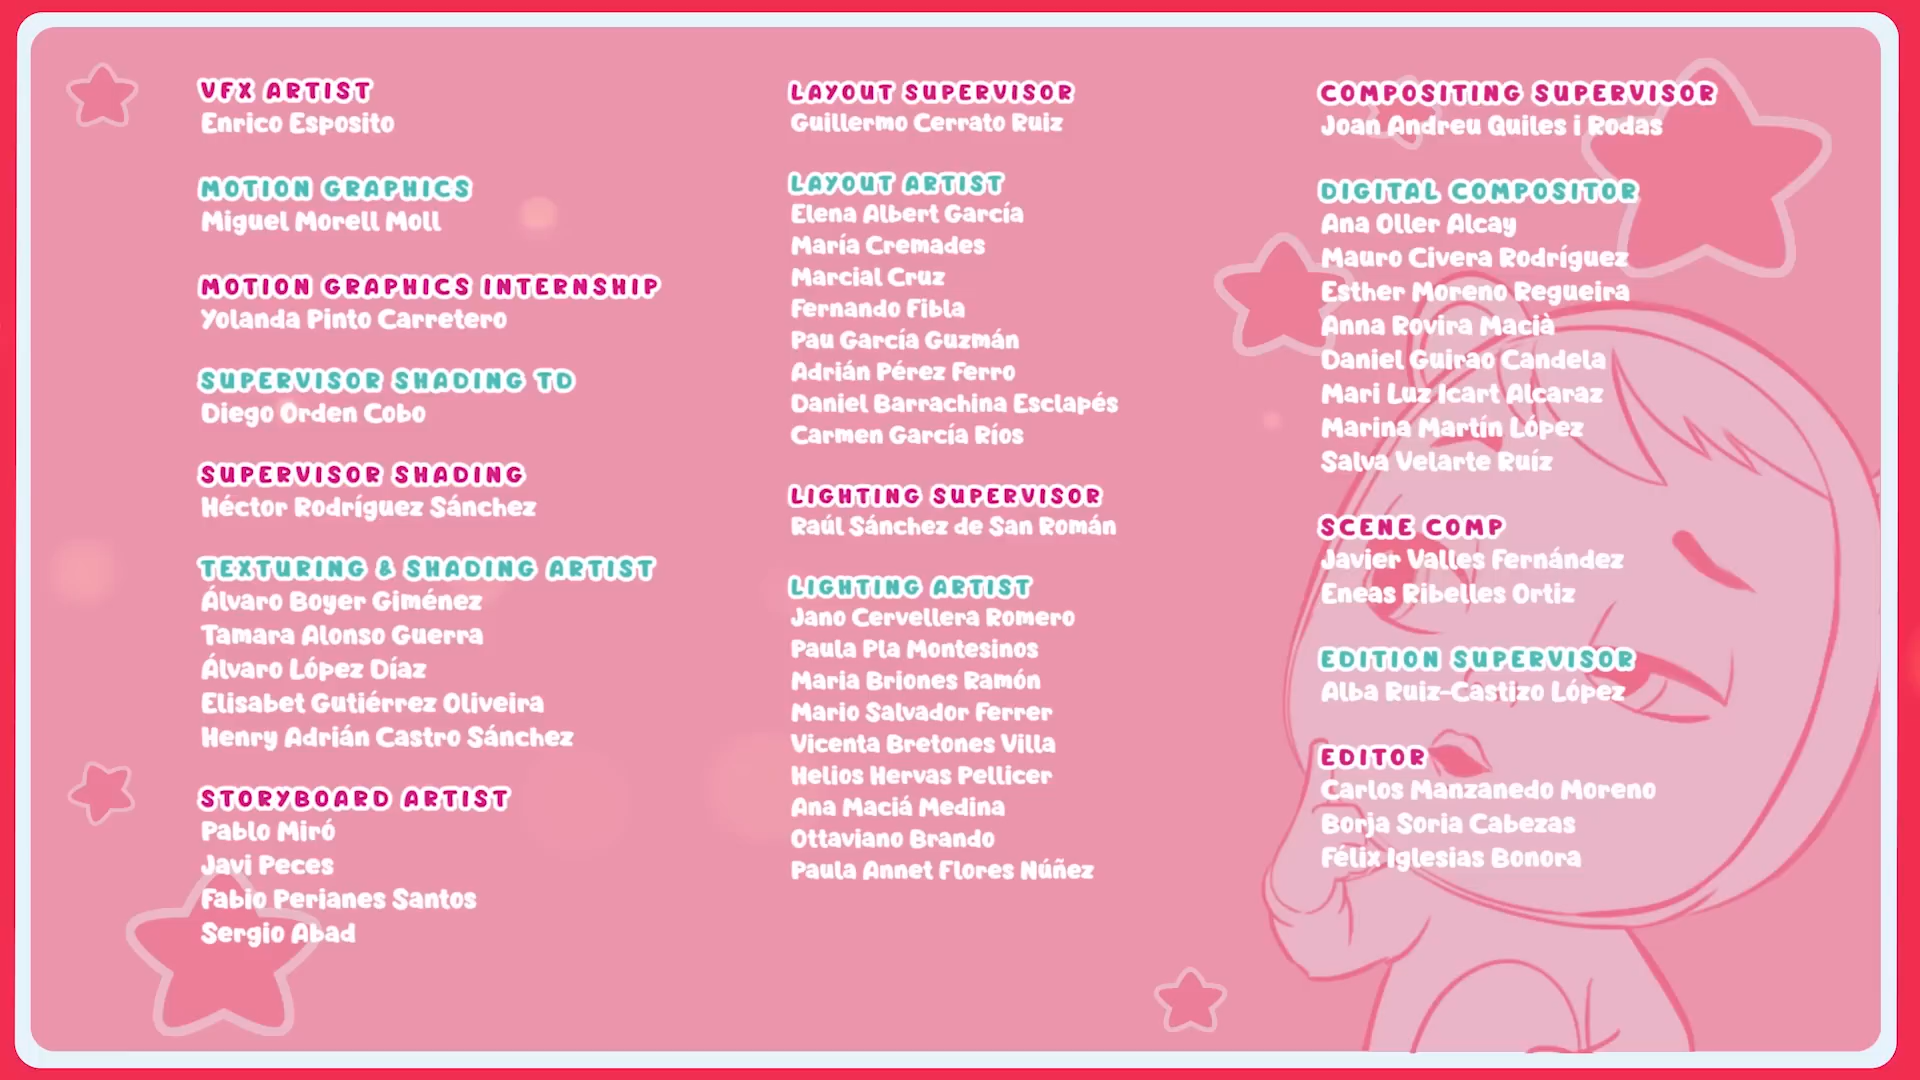 VFX ARTIST
Enrico Esposito
MOTION GRAPHICS
Miguel Morell Moll
MOTION GRAPHICS INTERNSHIP
Yolanda Pinto Carretero
SUPERVISOR SHADING TD
Diego Orden Cobo
SUPERVISOR SHADING
Héctor Rodríguez Sánchez
TEXTURING & SHADING ARTIST
Álvaro Boyer Giménez
Tamara Alonso Guerra
Álvaro López Díaz
Elisabet Gutiérrez Oliveira
Henry Adrián Castro Sánchez
STORYBOARD ARTIST
Pablo Miró
Javi Peces
Fabio Perianes Santos
Sergio Abad
LAYOUT SUPERVISOR
Guillermo Cerrato Ruiz
LAYOUT ARTIST
Elena Albert García
María Cremades
Marcial Cruz
Fernando Fibla
Pau García Guzmán
Adrián Pérez Ferro
Daniel Barrachina Esclapés
Carmen García Ríos
LIGHTING SUPERVISOR
Raúl Sánchez de San Román
LIGHTING ARTIST
Jano Cervellera Romero
Paula Pla Montesinos
Maria Briones Ramón
Mario Salvador Ferrer
Vicenta Bretones Villa
Helios Hervas Pellicer
Ana Maciá Medina
Ottaviano Brando
Paula Annet Flores Núñez
COMPOSITING SUPERVISOR
Joan Andreu Quiles i Rodas
DIGITAL COMPOSITOR
Ana Oller Alcay
Mauro Civera Rodríguez
Esther Moreno Regueira
Anna Rovira Macià
Daniel Guirao Candela
Mari Luz Icart Alcaraz
Marina Martín López
Salva Velarte Ruíz
SCENE COMP
Javier Valles Fernández
Eneas Ribelles Ortiz
EDITION SUPERVISOR
Alba Ruiz-Castizo López
EDITOR
Carlos Manzanedo Moreno
Borja Soria Cabezas
Félix Iglesias Bonora